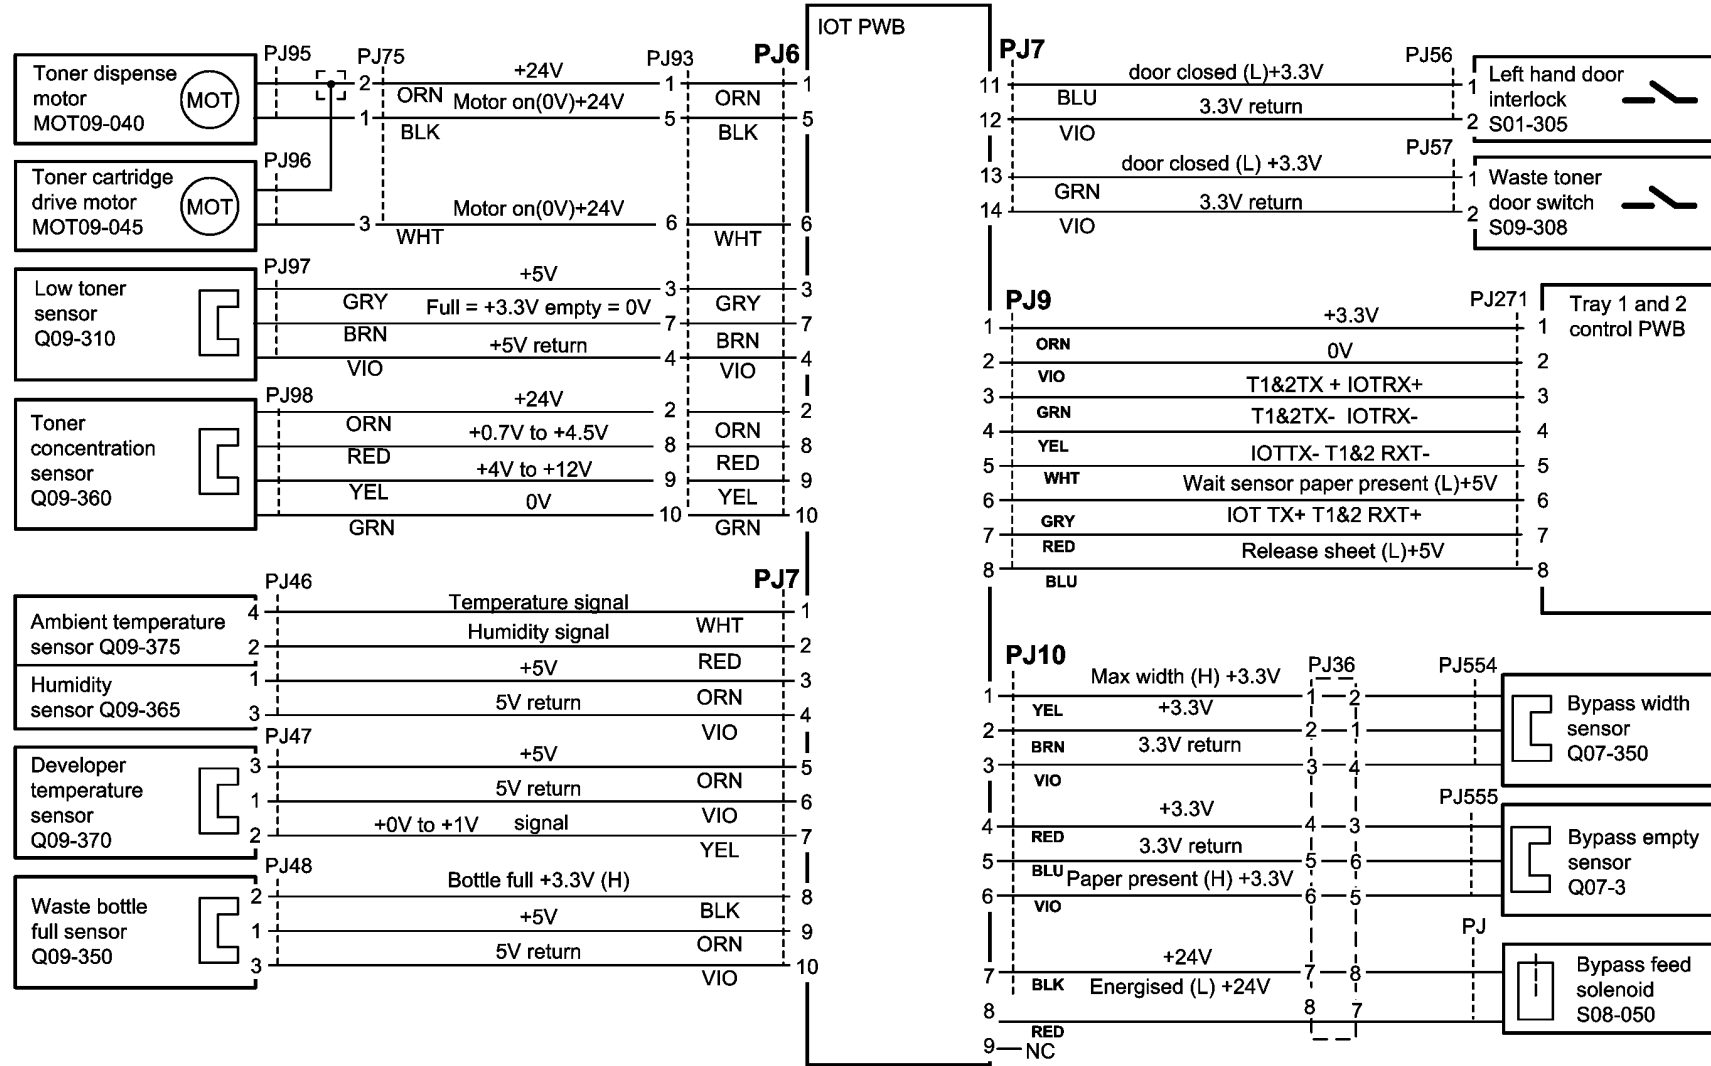 IOT PWB
PJ95
PJ75
PJ93
PJ6
Toner dispense
motor
MOT09-040
MOT
2
+24V
1
ORN
ORN
1
1
Motor on(0V)+24V
5
BLK
BLK
5
PJ96
Toner cartridge
drive motor
MOT09-045
MOT
3
Motor on(0V)+24V
6
WHT
WHT
6
PJ97
Low toner
sensor
Q09-310
+5V
3
GRY
GRY
3
Full = +3.3V empty = 0V
7
BRN
BRN
7
+5V return
4
VIO
VIO
4
PJ98
Toner
concentration
sensor
Q09-360
+24V
2
ORN
ORN
2
+0.7V to +4.5V
8
RED
RED
8
+4V to +12V
9
YEL
YEL
9
0V
10
GRN
GRN
10
PJ46
PJ7
Ambient temperature
sensor Q09-375
Humidity
sensor Q09-365
4
Temperature signal
WHT
1
2
Humidity signal
RED
2
1
+5V
ORN
3
3
5V return
VIO
4
PJ47
Developer
temperature
sensor
Q09-370
3
+5V
ORN
5
1
5V return
VIO
6
2
+0V to +1V signal
YEL
7
PJ48
Waste bottle
full sensor
Q09-350
2
Bottle full +3.3V (H)
BLK
8
1
+5V
ORN
9
3
5V return
VIO
10
PJ7
PJ56
11
door closed (L)+3.3V
BLU
1
12
3.3V return
VIO
2
Left hand door
interlock
S01-305
PJ57
13
door closed (L) +3.3V
GRN
1
14
3.3V return
VIO
2
Waste toner
door switch
S09-308
PJ9
PJ271
Tray 1 and 2
control PWB
1
+3.3V
ORN
1
2
0V
VIO
2
3
T1&2TX + IOTRX+
GRN
3
4
T1&2TX- IOTRX-
YEL
4
5
IOTTX- T1&2 RXT-
WHT
5
6
Wait sensor paper present (L)+5V
GRY
6
7
IOT TX+ T1&2 RXT+
RED
7
8
Release sheet (L)+5V
BLU
8
PJ10
PJ36
PJ554
1
Max width (H) +3.3V
YEL
1
2
2
+3.3V
BRN
2
1
3
3.3V return
VIO
3
4
Bypass width
sensor
Q07-350
PJ555
4
+3.3V
RED
4
3
5
3.3V return
BLU
5
6
6
Paper present (H) +3.3V
VIO
6
5
Bypass empty
sensor
Q07-3
PJ
7
+24V
BLK
7
8
8
Energised (L) +24V
RED
8
7
9
NC
Bypass feed
solenoid
S08-050